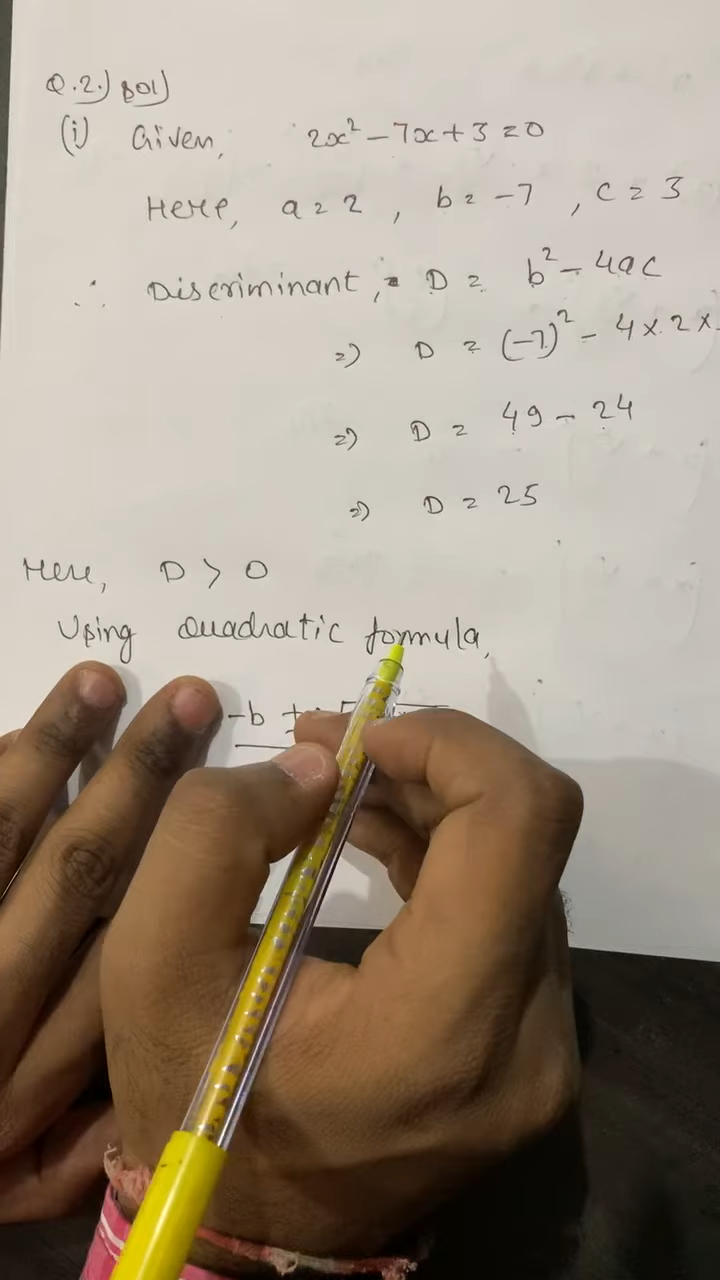 Q.2.) sol)
(i) Given, 2x² - 7x + 3 = 0
Here, a = 2, b = -7, c = 3
∴ Discriminant, D = b² - 4ac
⇒ D = (-7)² - 4 × 2 ×
⇒ D = 49 - 24
⇒ D = 25
Here, D > 0
Using Quadratic formula,
-b ±